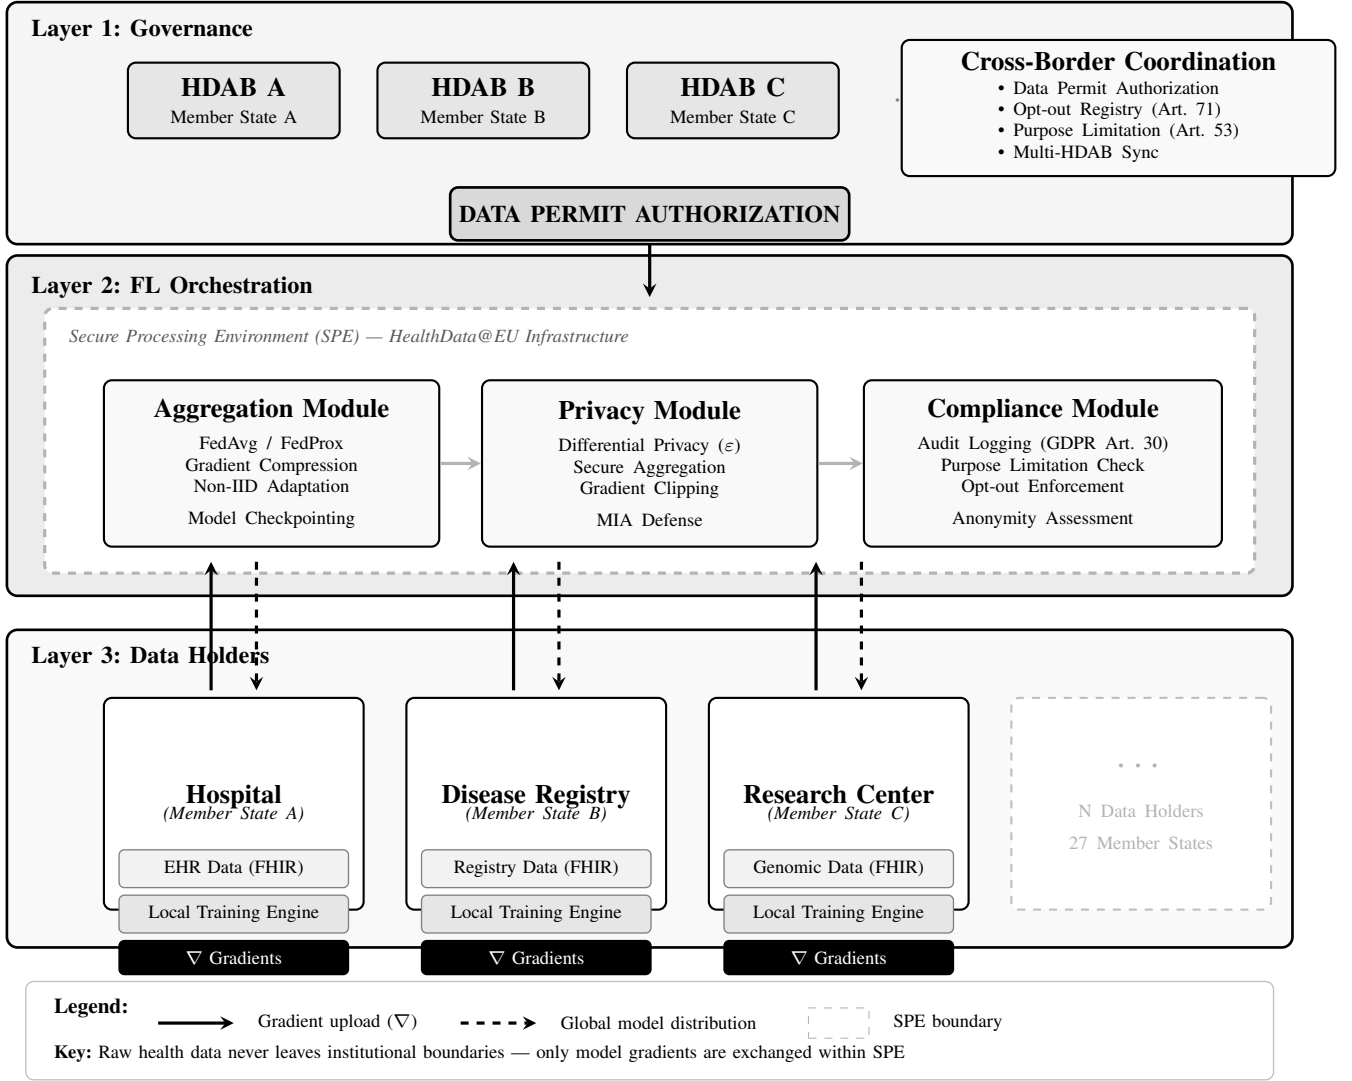 Layer 1: Governance
HDAB A
Member State A
HDAB B
Member State B
HDAB C
Member State C
Cross-Border Coordination
• Data Permit Authorization
• Opt-out Registry (Art. 71)
• Purpose Limitation (Art. 53)
• Multi-HDAB Sync
DATA PERMIT AUTHORIZATION
Layer 2: FL Orchestration
Secure Processing Environment (SPE) — HealthData@EU Infrastructure
Aggregation Module
FedAvg / FedProx
Gradient Compression
Non-IID Adaptation
Model Checkpointing
Privacy Module
Differential Privacy (ε)
Secure Aggregation
Gradient Clipping
MIA Defense
Compliance Module
Audit Logging (GDPR Art. 30)
Purpose Limitation Check
Opt-out Enforcement
Anonymity Assessment
Layer 3: Data Holders
Hospital
(Member State A)
EHR Data (FHIR)
Local Training Engine
∇ Gradients
Disease Registry
(Member State B)
Registry Data (FHIR)
Local Training Engine
∇ Gradients
Research Center
(Member State C)
Genomic Data (FHIR)
Local Training Engine
∇ Gradients
· · ·
N Data Holders
27 Member States
Legend:
Gradient upload (∇)
Global model distribution
SPE boundary
Key: Raw health data never leaves institutional boundaries — only model gradients are exchanged within SPE